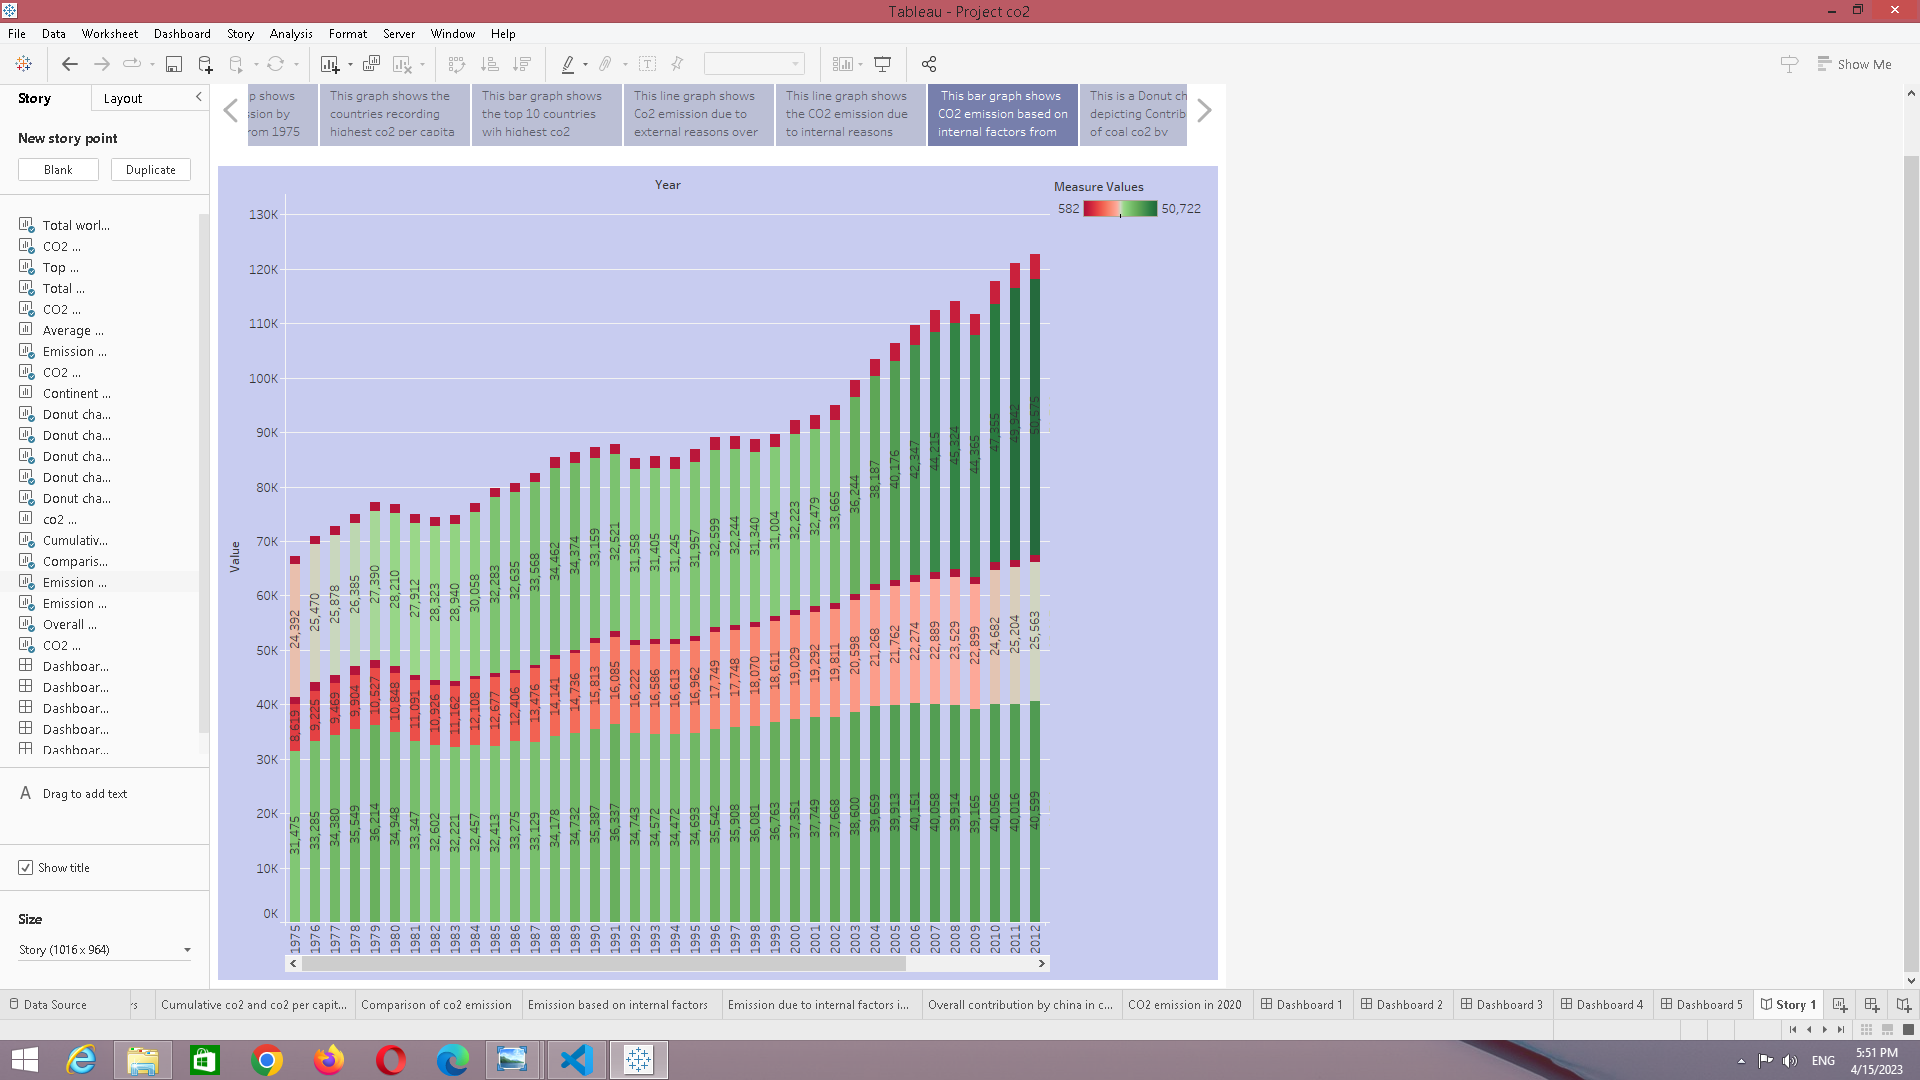 Tableau - Project co2
File Data Worksheet Dashboard Story Analysis Format Server Window Help
Show Me
Story
Layout
New story point
Blank
Duplicate
Total worl...
CO2 ...
Top ...
Total ...
CO2 ...
Average ...
Emission ...
CO2 ...
Continent ...
Donut cha...
Donut cha...
Donut cha...
Donut cha...
Donut cha...
co2 ...
Cumulativ...
Comparis...
Emission ...
Emission ...
Overall ...
CO2 ...
Dashboar...
Dashboar...
Dashboar...
Dashboar...
Dashboar...
A Drag to add text
Show title
Size
Story (1016 x 964)
p shows
sion by
rom 1975
This graph shows the
countries recording
highest co2 per capita
This bar graph shows
the top 10 countries
wih highest co2
This line graph shows
Co2 emission due to
external reasons over
This line graph shows
the CO2 emission due
to internal reasons
This bar graph shows
CO2 emission based on
internal factors from
This is a Donut ch
depicting Contrib
of coal co2 by
Year
Measure Values
582 50,722
Value
130K
120K
110K
100K
90K
80K
70K
60K
50K
40K
30K
20K
10K
0K
24,392 25,470 25,878 26,385 27,390 28,210 27,912 28,323 28,940 30,058 32,283 32,635 33,568 34,462 34,374 33,159 32,521 31,358 31,405 31,245 31,957 32,599 32,244 31,340 31,004 32,223 32,479 33,665 36,244 38,187 40,176 42,347 44,215 45,324 44,365 47,355 49,942 50,575
8,619 9,225 9,469 9,904 10,527 10,848 11,091 10,926 11,162 12,108 12,677 12,406 13,476 14,141 14,736 15,813 16,085 16,222 16,586 16,613 16,962 17,749 17,748 18,070 18,611 19,029 19,292 19,811 20,598 21,268 21,762 22,274 22,889 23,529 22,899 24,682 25,204 25,563
31,475 33,285 34,380 35,549 36,214 34,948 33,347 32,602 32,221 32,457 32,413 33,275 33,129 34,178 34,732 35,387 36,337 34,743 34,572 34,472 34,693 35,542 35,908 36,081 36,763 37,351 37,749 37,668 38,600 39,659 39,913 40,151 40,058 39,914 39,165 40,056 40,016 40,599
1975 1976 1977 1978 1979 1980 1981 1982 1983 1984 1985 1986 1987 1988 1989 1990 1991 1992 1993 1994 1995 1996 1997 1998 1999 2000 2001 2002 2003 2004 2005 2006 2007 2008 2009 2010 2011 2012
Data Source rs Cumulative co2 and co2 per capit... Comparison of co2 emission Emission based on internal factors Emission due to internal factors i... Overall contribution by china in c... CO2 emission in 2020 Dashboard 1 Dashboard 2 Dashboard 3 Dashboard 4 Dashboard 5 Story 1
ENG
5:51 PM
4/15/2023